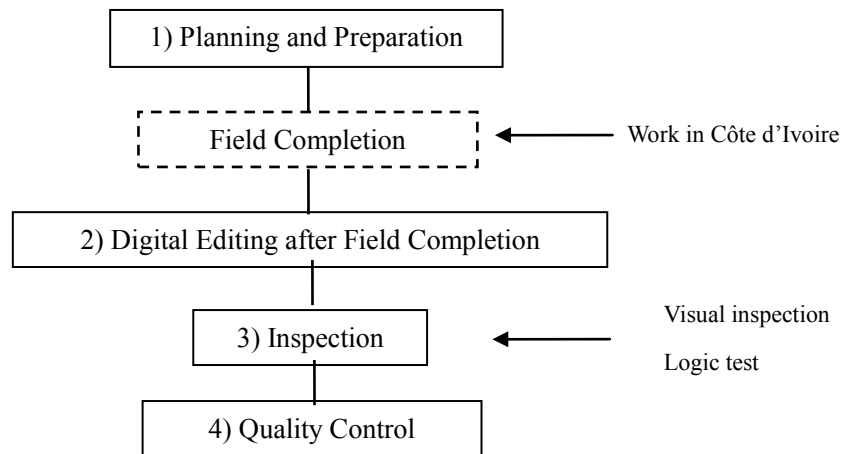 1) Planning and Preparation
Field Completion
Work in Côte d’Ivoire
2) Digital Editing after Field Completion
3) Inspection
Visual inspection
Logic test
4) Quality Control